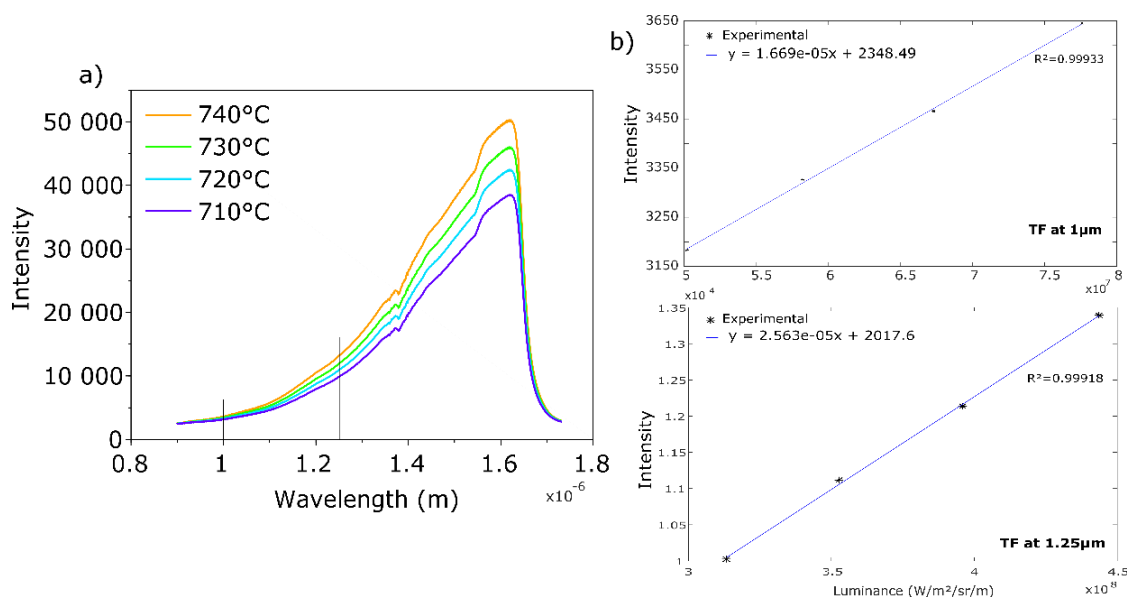 a)
740°C
730°C
720°C
710°C
50 000
40 000
30 000
20 000
10 000
0
Intensity
0.8 1 1.2 1.4 1.6 1.8
x10⁻⁶
Wavelength (m)
b)
3650
3550
3450
3350
3250
3150
Intensity
Experimental
y = 1.669e-05x + 2348.49
R²=0.99933
TF at 1µm
5 5.5 6 6.5 7 7.5 8
x10⁷
x10⁴
1.35
1.3
1.25
1.2
1.15
1.1
1.05
1
Intensity
Experimental
y = 2.563e-05x + 2017.6
R²=0.99918
TF at 1.25µm
3 3.5 4 4.5
Luminance (W/m²/sr/m)
x10⁸